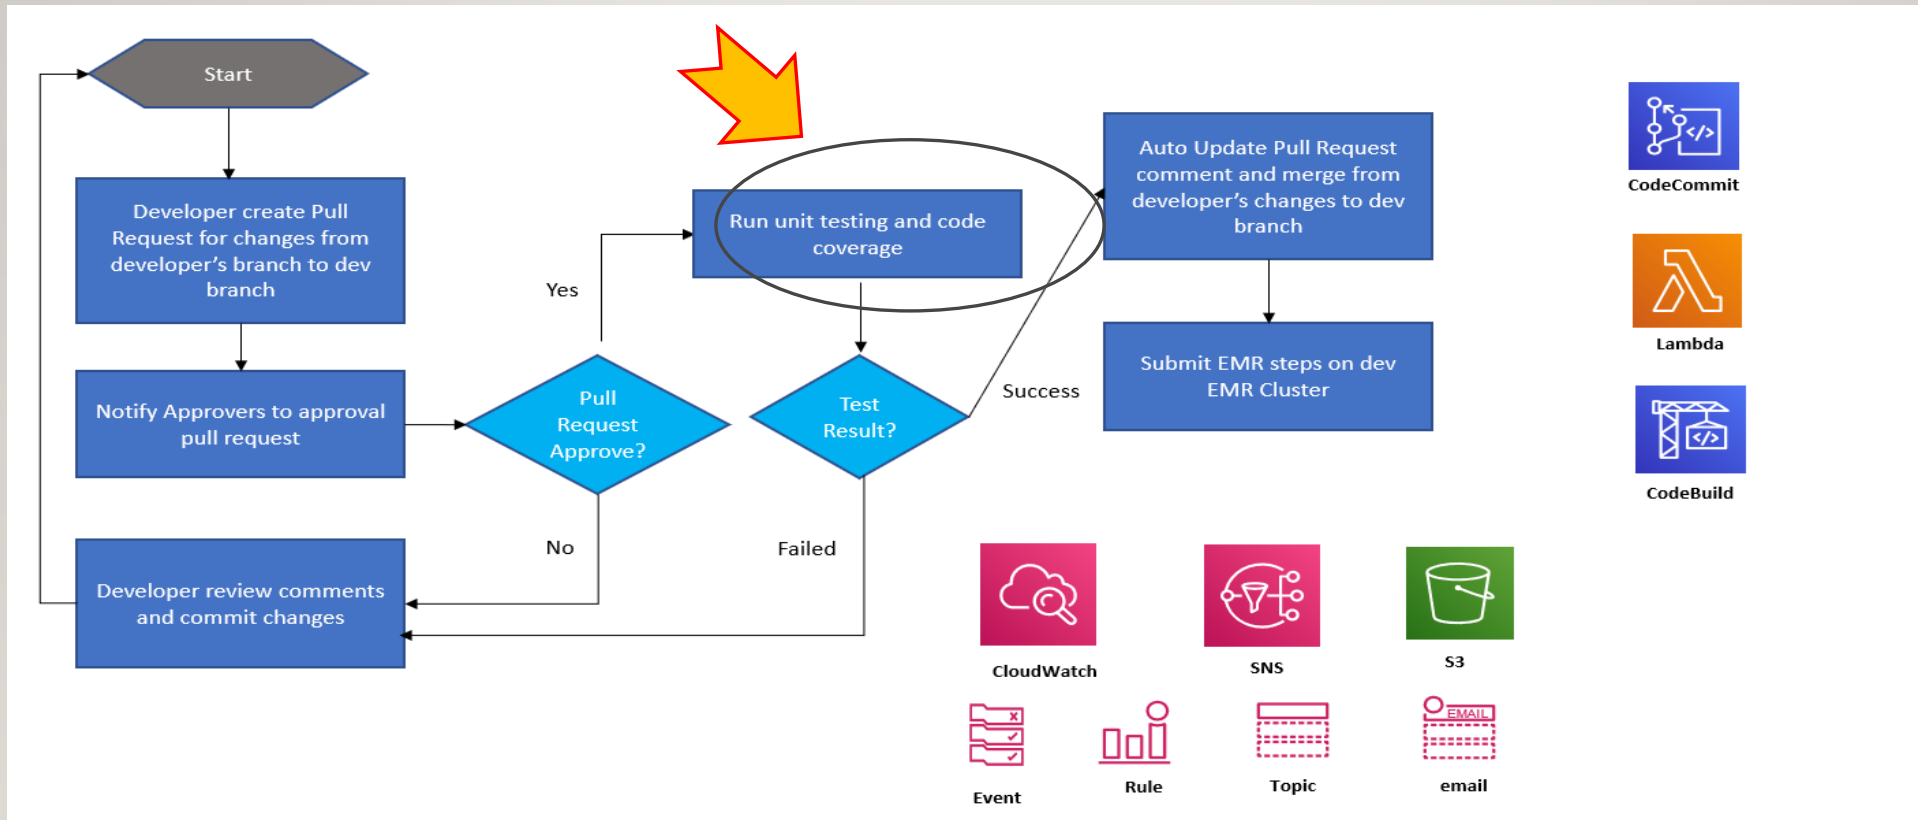 Start
Developer create Pull
Request for changes from
developer's branch to dev
branch
Notify Approvers to approval
pull request
Developer review comments
and commit changes
Pull
Request
Approve?
Yes
No
Run unit testing and code
coverage
Test
Result?
Failed
Success
Auto Update Pull Request
comment and merge from
developer's changes to dev
branch
Submit EMR steps on dev
EMR Cluster
CodeCommit
Lambda
CodeBuild
CloudWatch
SNS
S3
Event
Rule
Topic
EMAIL
email